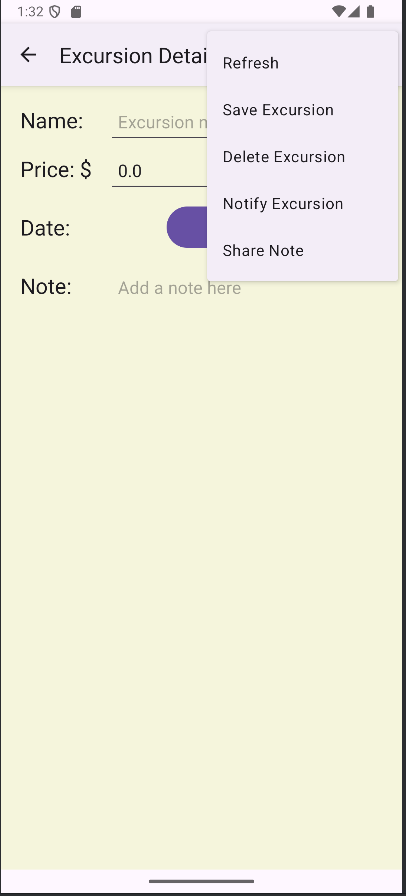 1:32
Excursion Detai
Refresh
Save Excursion
Delete Excursion
Notify Excursion
Share Note
Name:
Excursion n
Price: $
0.0
Date:
Note:
Add a note here